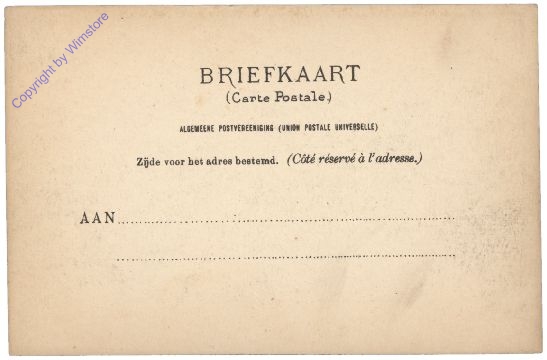 Copyright by Wimstore
BRIEFKAART
(Carte Postale.)
ALGEMEENE POSTVEREENIGING (UNION POSTALE UNIVERSELLE)
Zijde voor het adres bestemd. (Côté réservé à l'adresse.)
AAN